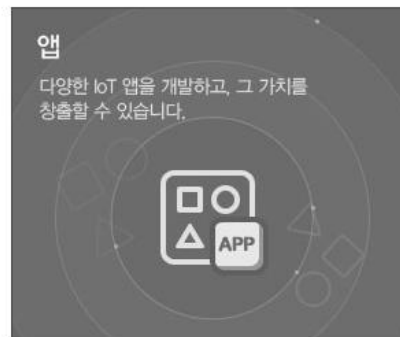 앱
다양한 IoT 앱을 개발하고, 그 가치를
창출할 수 있습니다.
APP